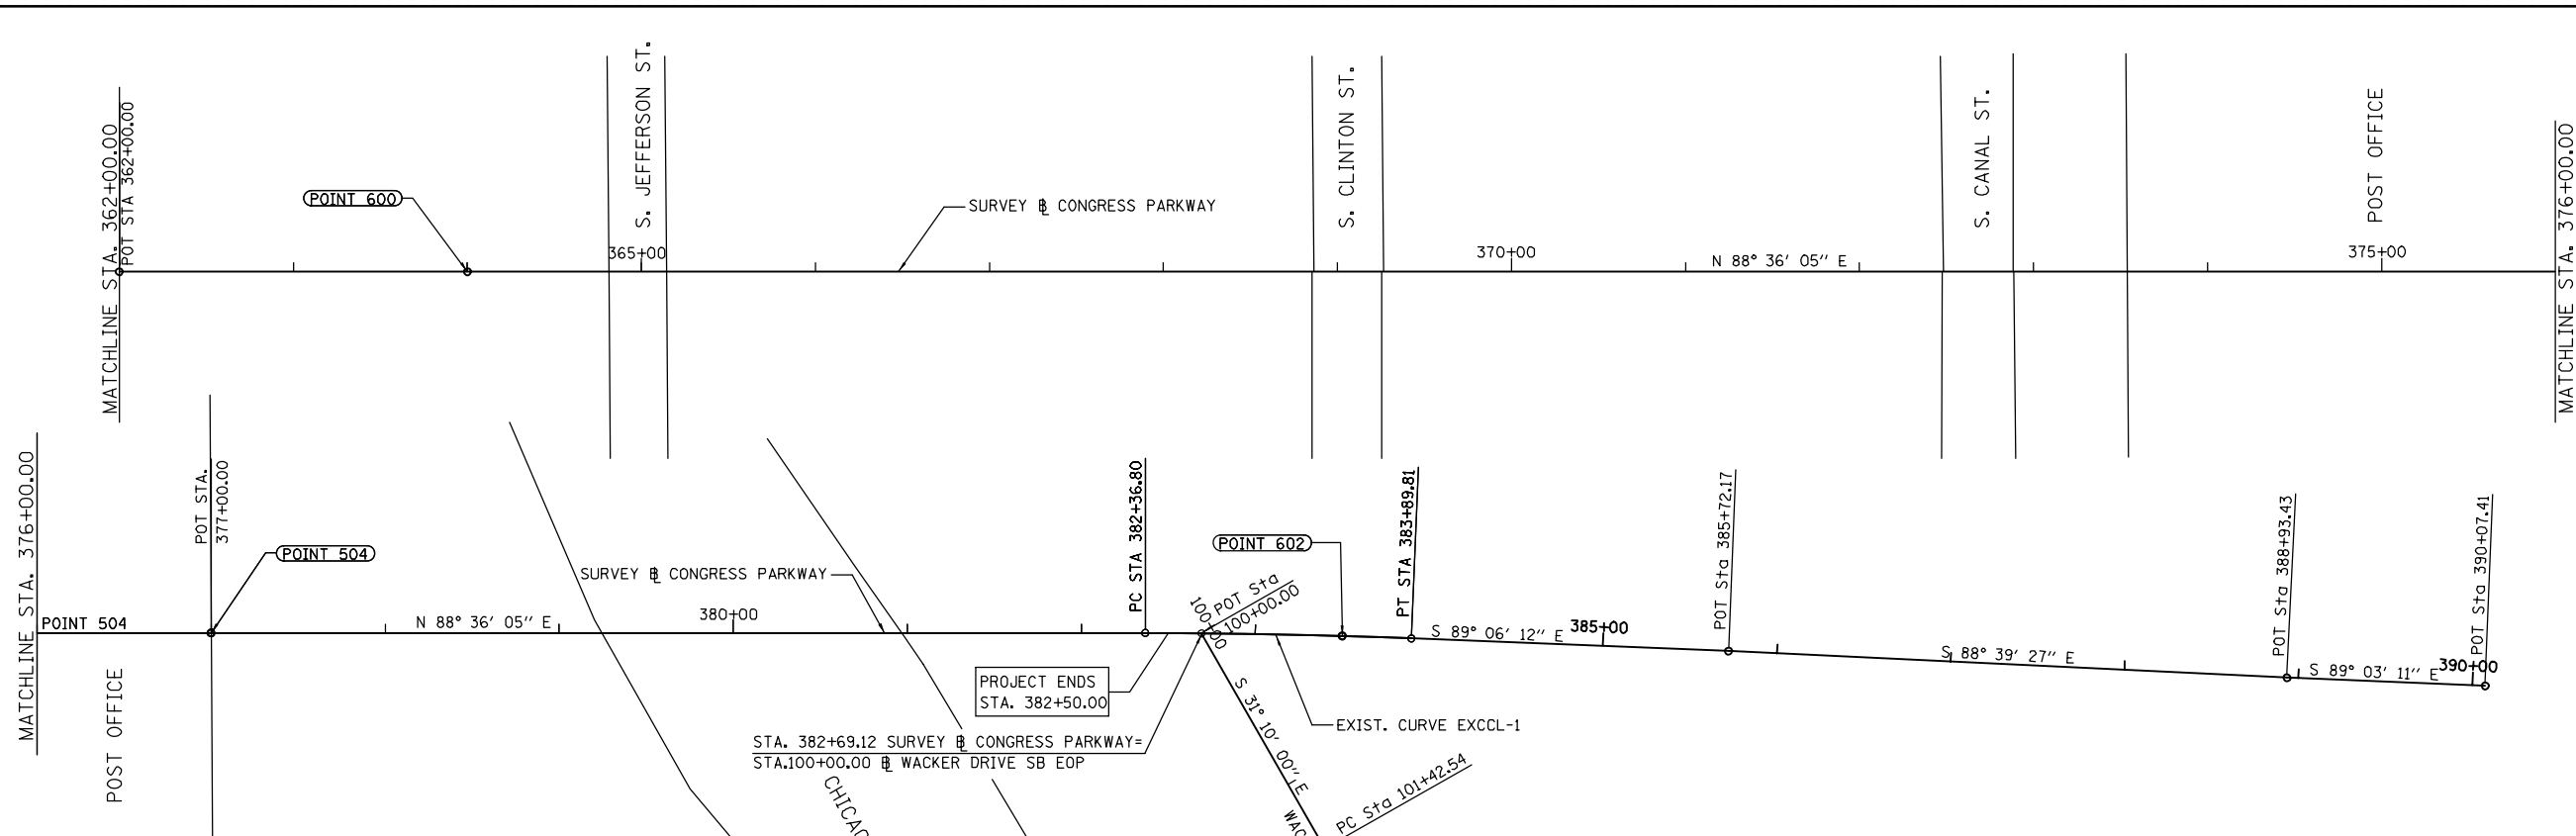 MATCHLINE STA. 362+00.00
POT STA 362+00.00
POINT 600
S. JEFFERSON ST.
365+00
SURVEY ℄ CONGRESS PARKWAY
S. CLINTON ST.
370+00
N 88° 36′ 05′′ E
S. CANAL ST.
POST OFFICE
375+00
MATCHLINE STA. 376+00.00
MATCHLINE STA. 376+00.00
POINT 504
POST OFFICE
POT STA.
377+00.00
POINT 504
N 88° 36′ 05′′ E
SURVEY ℄ CONGRESS PARKWAY
380+00
PC STA 382+36.80
PROJECT ENDS
STA. 382+50.00
STA. 382+69.12 SURVEY ℄ CONGRESS PARKWAY=
STA.100+00.00 ℄ WACKER DRIVE SB EOP
100+00
POT Sta
100+00.00
POINT 602
PT STA 383+89.81
S 89° 06′ 12′′ E
385+00
EXIST. CURVE EXCCL-1
S 31° 10′ 00′′ E
WAC
PC Sta 101+42.54
CHICAG
POT Sta 385+72.17
S 88° 39′ 27′′ E
POT Sta 388+93.43
S 89° 03′ 11′′ E
390+00
POT Sta 390+07.41